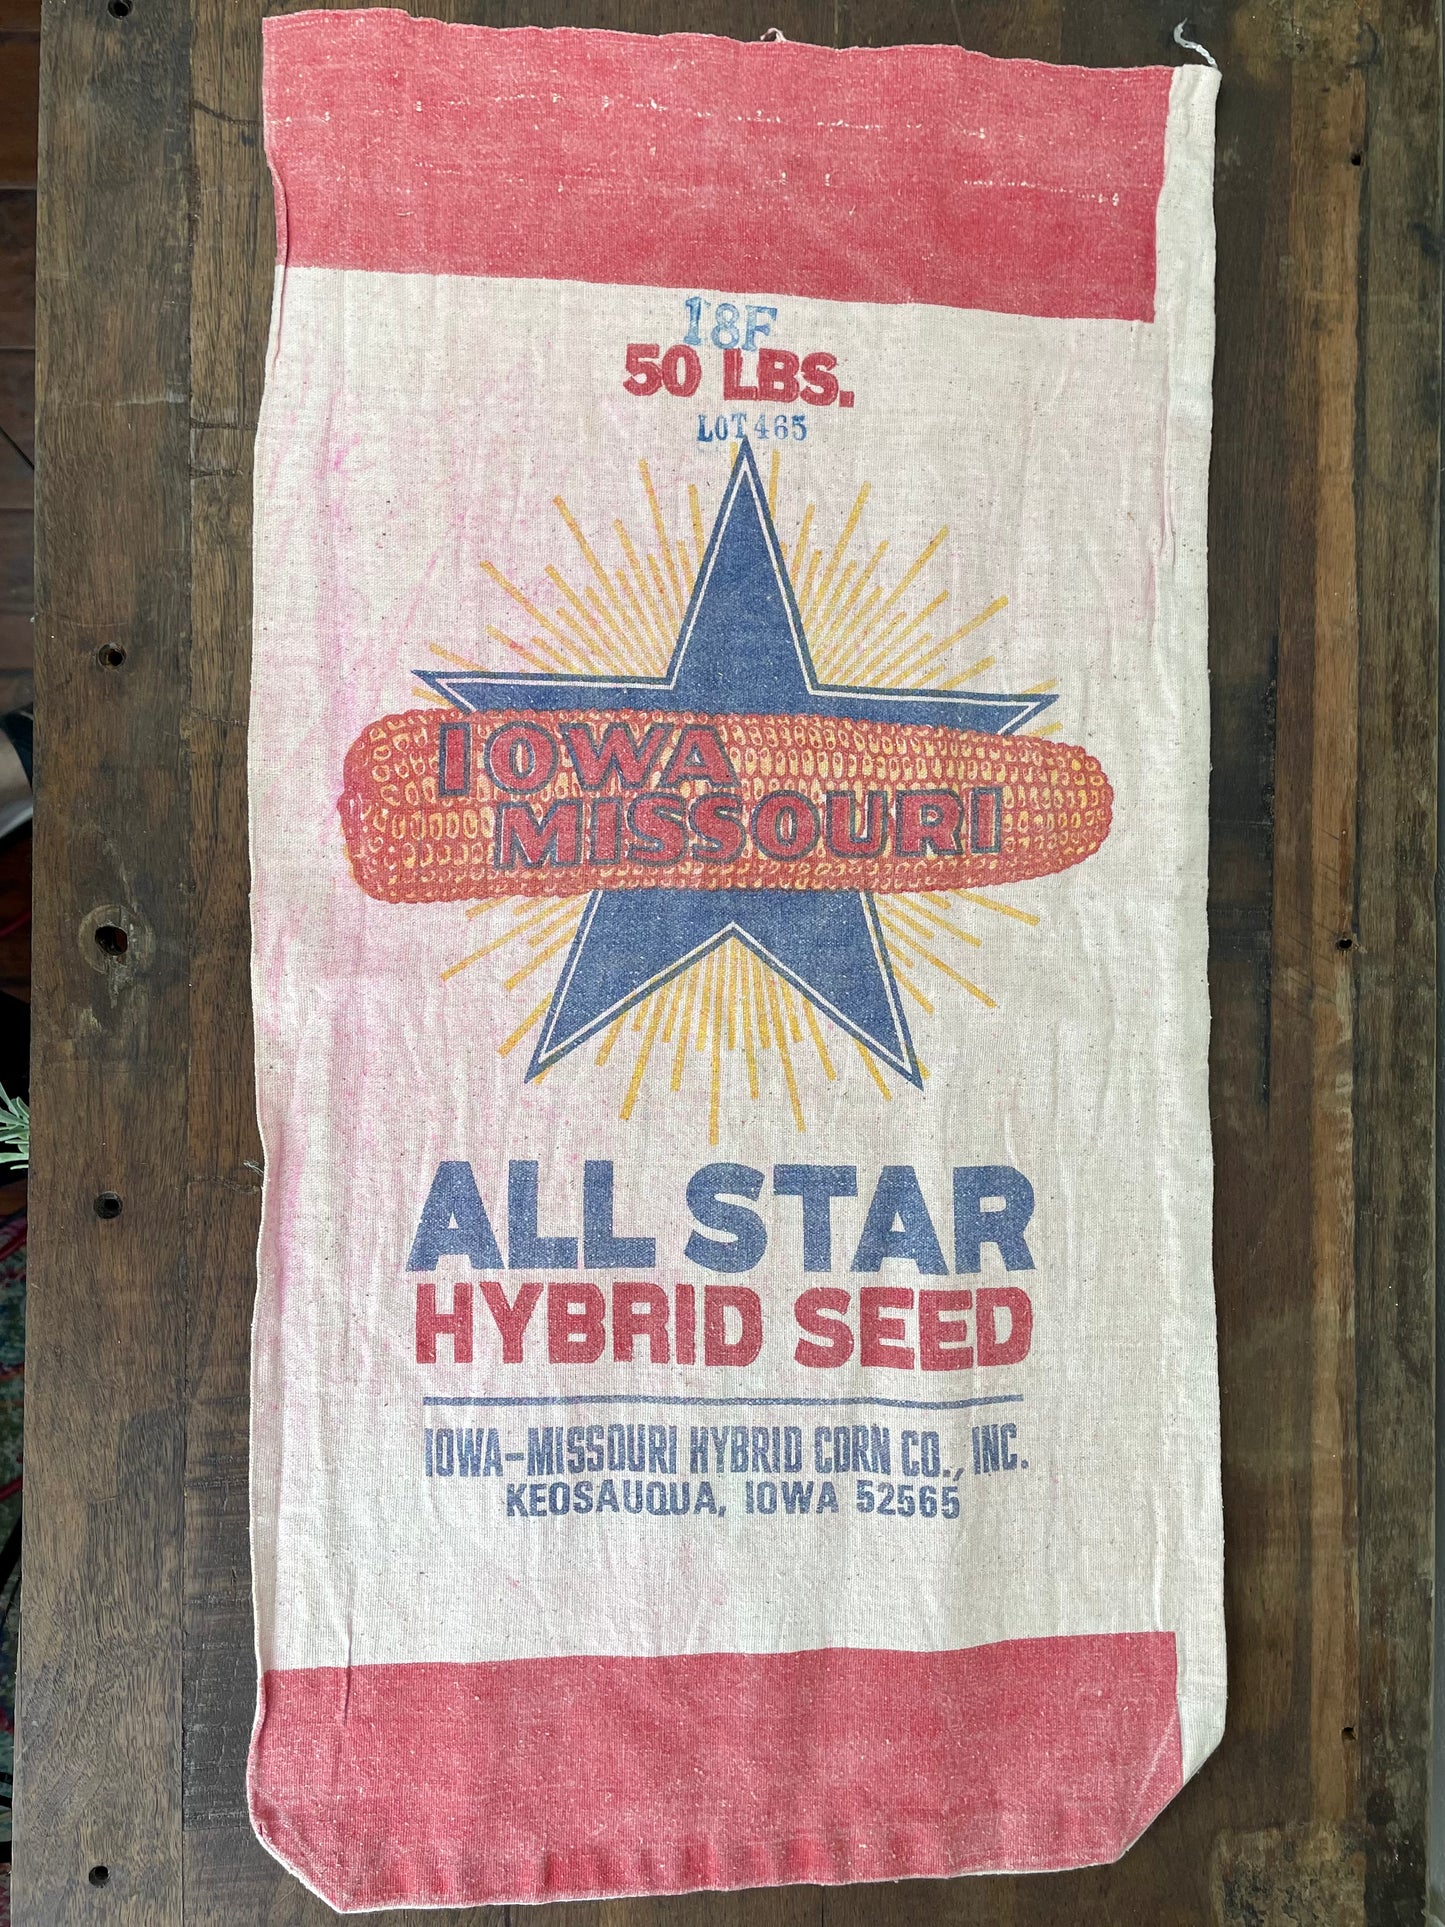 18F
50 LBS.
LOT 465
IOWA
MISSOURI
ALL STAR
HYBRID SEED
IOWA-MISSOURI HYBRID CORN CO., INC.
KEOSAUQUA, IOWA 52565